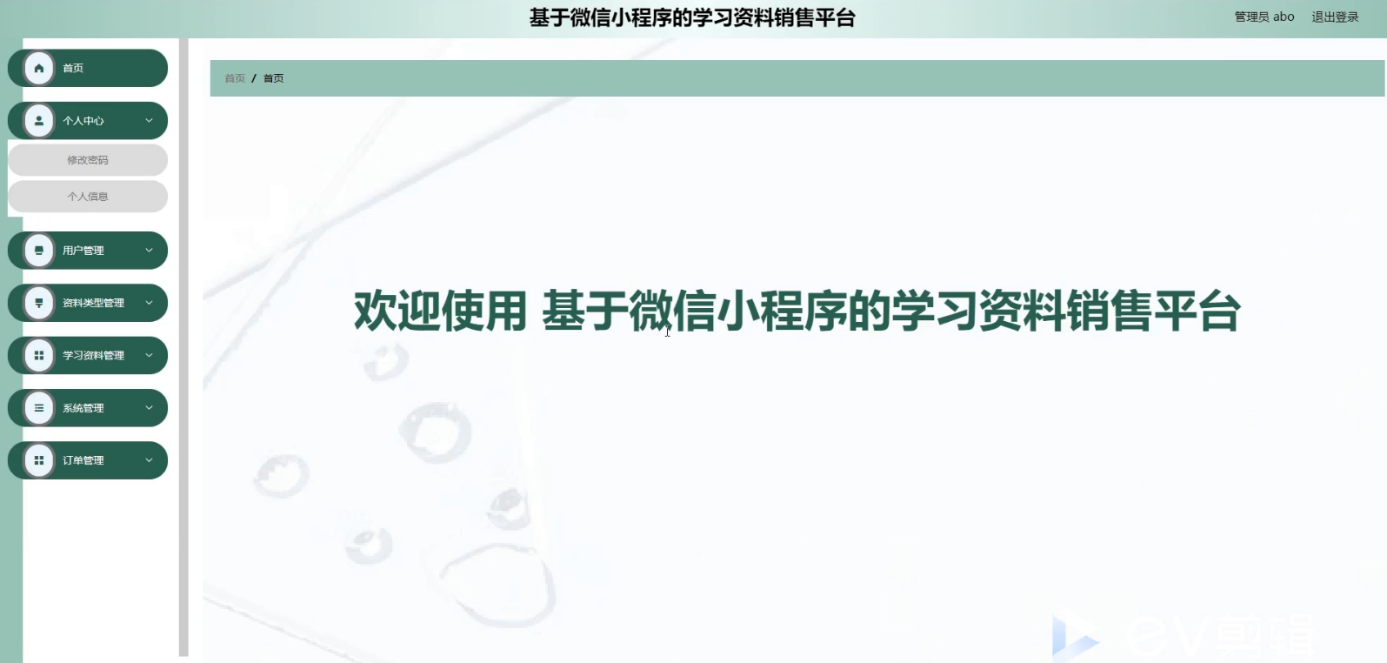 基于微信小程序的学习资料销售平台
管理员 abo 退出登录
首页
首页 / 首页
个人中心
修改密码
个人信息
用户管理
资料类型管理
欢迎使用 基于微信小程序的学习资料销售平台
学习资料管理
系统管理
订单管理
EV剪辑